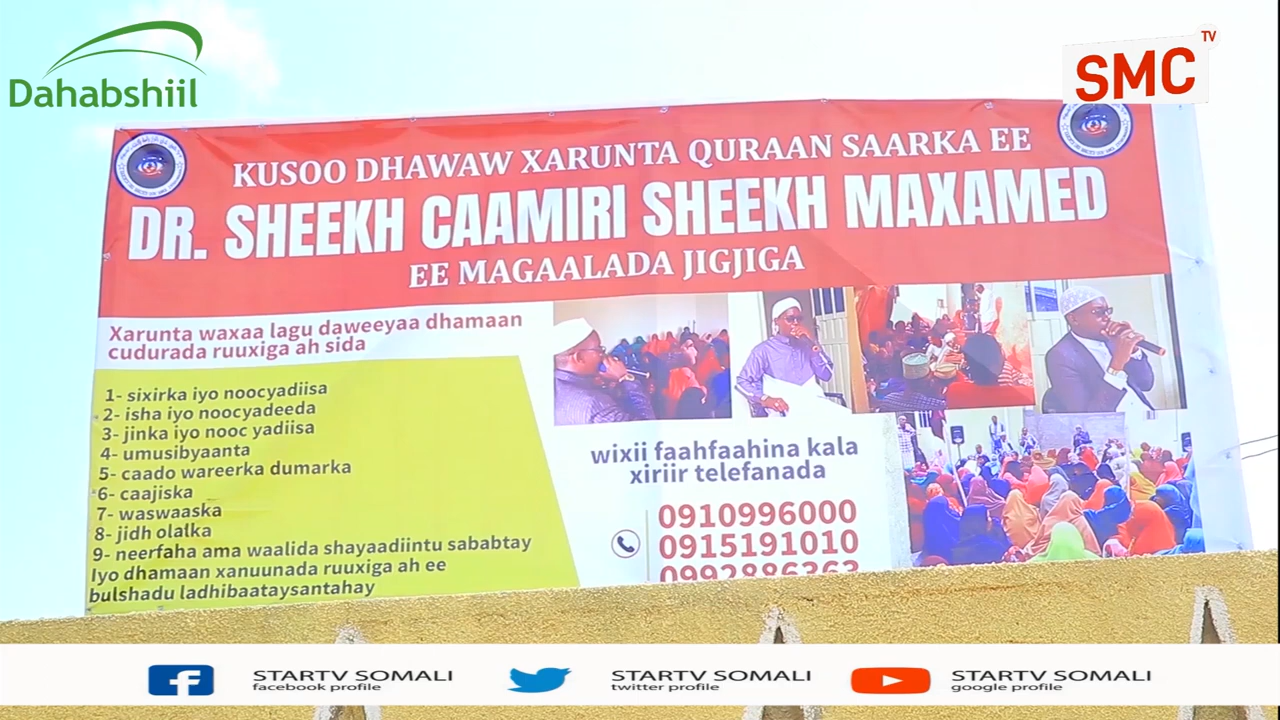 Dahabshiil
SMC TV
KUSOO DHAWAW XARUNTA QURAAN SAARKA EE
DR. SHEEKH CAAMIRI SHEEKH MAXAMED
EE MAGAALADA JIGJIGA
Xarunta waxaa lagu daweeyaa dhamaan
cudurada ruuxiga ah sida
1- sixirka iyo noocyadiisa
2- isha iyo noocyadeeda
3- jinka iyo nooc yadiisa
4- umusibyaanta
5- caado wareerka dumarka
6- caajiska
7- waswaaska
8- jidh olalka
9- neerfaha ama waalida shayaadiintu sababtay
Iyo dhamaan xanuunada ruuxiga ah ee
bulshadu ladhibaataysantahay
wixii faahfaahina kala
xiriir telefanada
0910996000
0915191010
0992886363
STARTV SOMALI
facebook profile
STARTV SOMALI
twitter profile
STARTV SOMALI
google profile